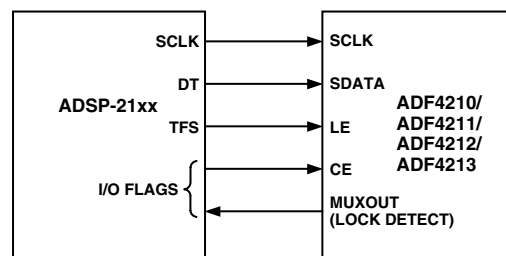 SCLK
DT
ADSP-21xx
TFS
I/O FLAGS
SCLK
SDATA
ADF4210/
ADF4211/
ADF4212/
ADF4213
LE
CE
MUXOUT
(LOCK DETECT)